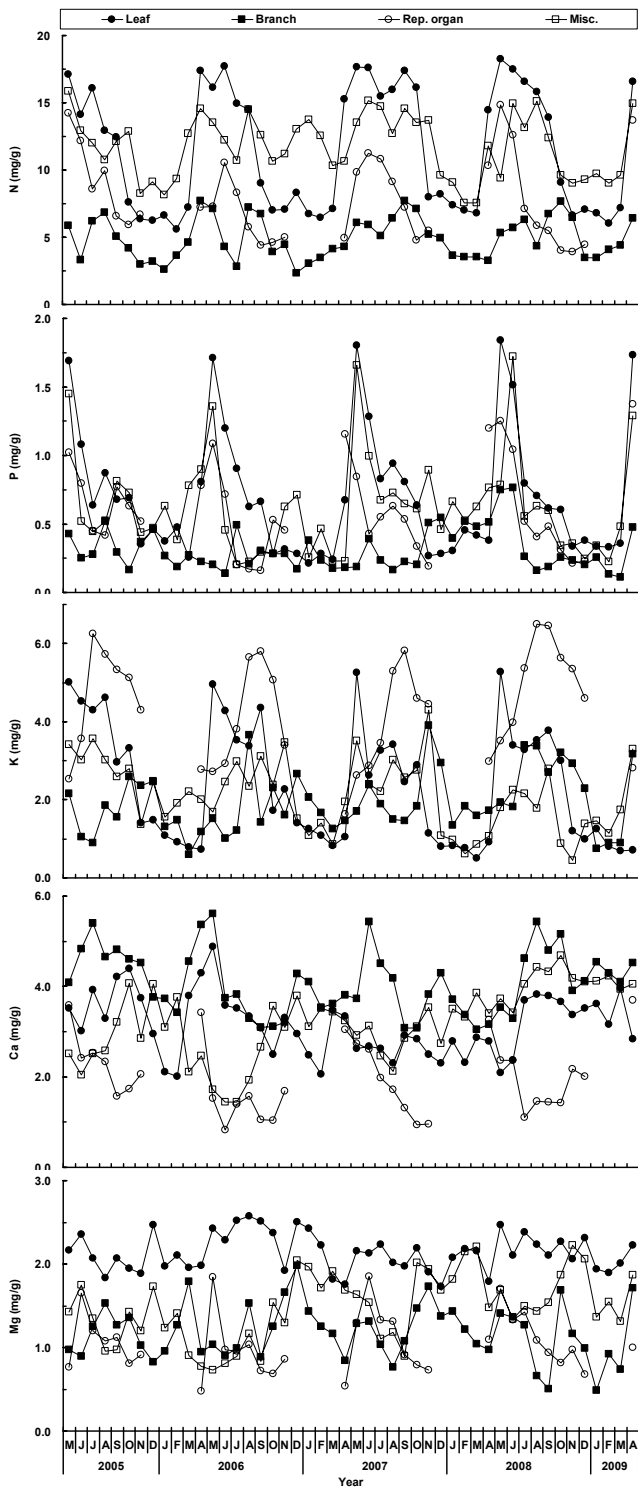 Leaf Branch Rep. organ Misc.
20
15
10
5
0
N (mg/g)
2.0
1.5
1.0
0.5
0.0
P (mg/g)
6.0
4.0
2.0
0.0
K (mg/g)
6.0
4.0
2.0
0.0
Ca (mg/g)
3.0
2.0
1.0
0.0
Mg (mg/g)
M J J A S O N D J F M A M J J A S O N D J F M A M J J A S O N D J F M A M J J A S O N D J F M A
2005 2006 2007 2008 2009
Year